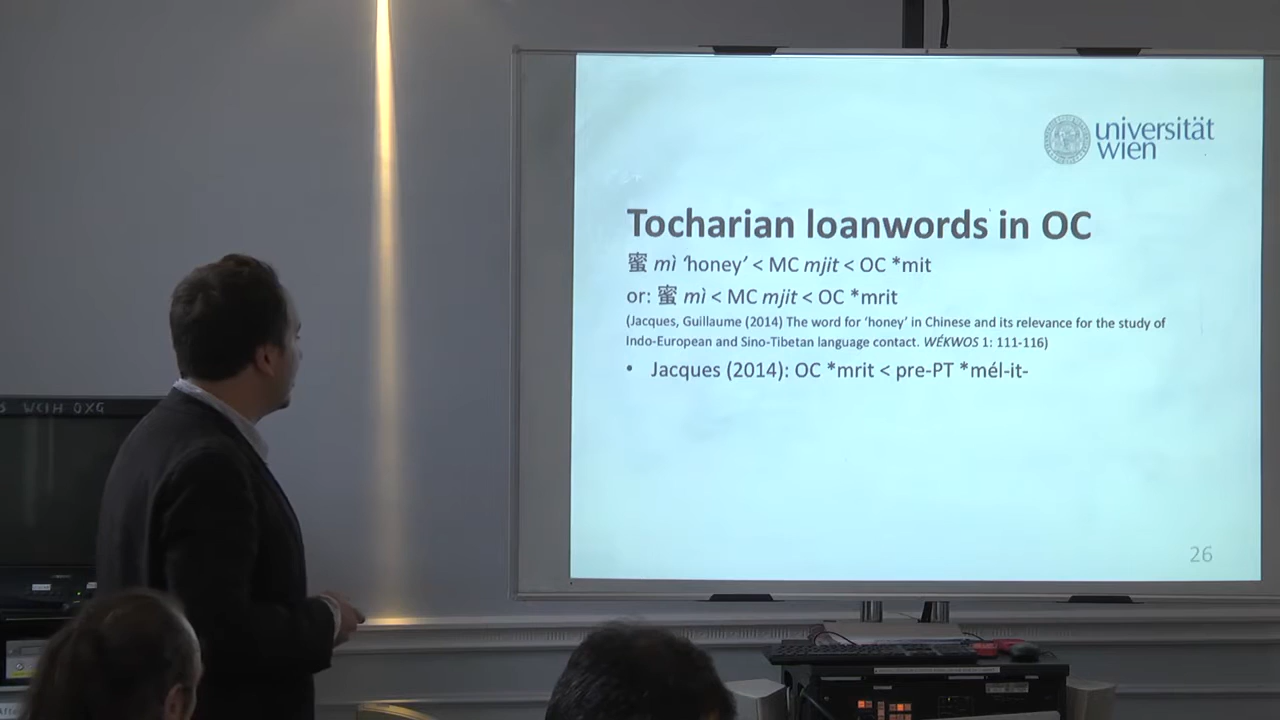 universität
wien
Tocharian loanwords in OC
蜜 mì ‘honey’ < MC mjit < OC *mit
or: 蜜 mì < MC mjit < OC *mrit
(Jacques, Guillaume (2014) The word for ‘honey’ in Chinese and its relevance for the study of
Indo-European and Sino-Tibetan language contact. WÉKWOS 1: 111-116)
• Jacques (2014): OC *mrit < pre-PT *mél-it-
26